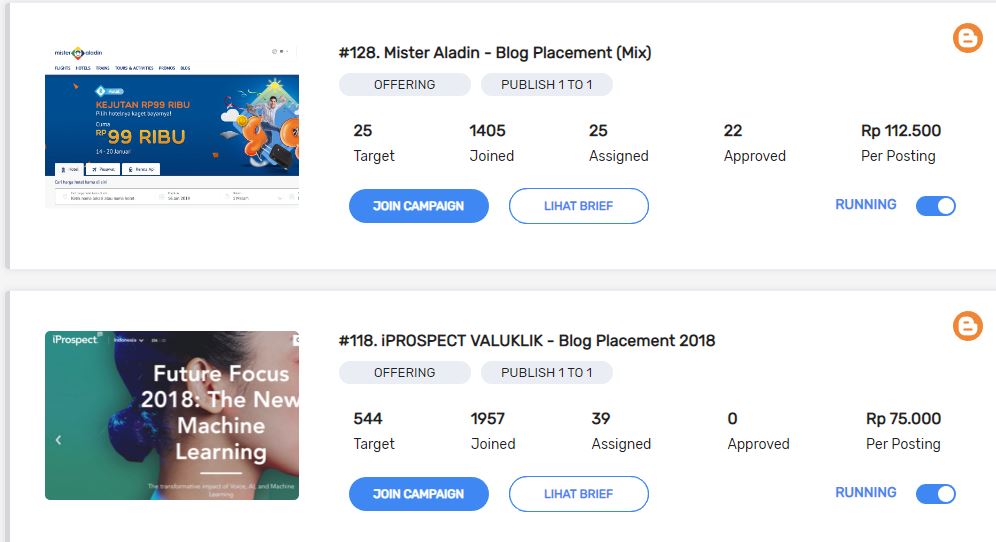 #128. Mister Aladin - Blog Placement (Mix)
OFFERING PUBLISH 1 TO 1
mister aladin
FLIGHTS HOTELS TRAINS TOURS & ACTIVITIES PROMOS BLOG
KEJUTAN RP99 RIBU
Pilih hotelnya kaget bayarnya!
Cuma
RP 99 RIBU
14 - 20 Januari
Hotel Pesawat Kereta Api
25 1405 25 22 Rp 112.500
Target Joined Assigned Approved Per Posting
JOIN CAMPAIGN LIHAT BRIEF RUNNING
#118. iPROSPECT VALUKLIK - Blog Placement 2018
OFFERING PUBLISH 1 TO 1
iProspect Indonesia
Future Focus
2018: The New
Machine
Learning
The transformative impact of Voice, AI, and Machine
Learning
544 1957 39 0 Rp 75.000
Target Joined Assigned Approved Per Posting
JOIN CAMPAIGN LIHAT BRIEF RUNNING